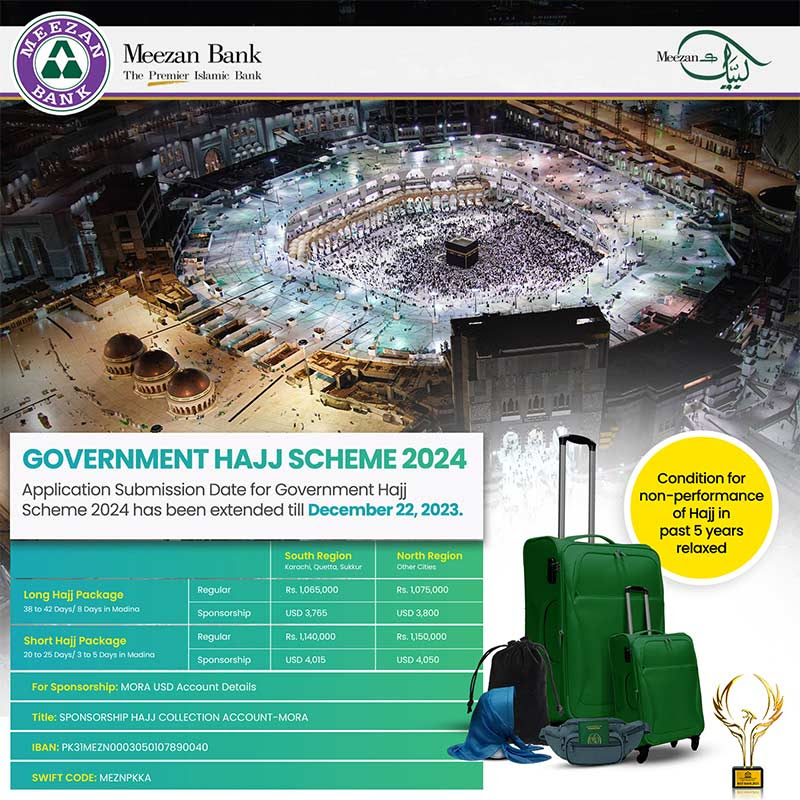 MEEZAN BANK
Meezan Bank
The Premier Islamic Bank
Meezan لبیک
GOVERNMENT HAJJ SCHEME 2024
Application Submission Date for Government Hajj
Scheme 2024 has been extended till December 22, 2023.
Condition for
non-performance
of Hajj in
past 5 years
relaxed
South Region North Region
Karachi, Quetta, Sukkur Other Cities
Long Hajj Package Regular Rs. 1,065,000 Rs. 1,075,000
38 to 42 Days/ 8 Days in Madina Sponsorship USD 3,765 USD 3,800
Short Hajj Package Regular Rs. 1,140,000 Rs. 1,150,000
20 to 25 Days/ 3 to 5 Days in Madina Sponsorship USD 4,015 USD 4,050
For Sponsorship: MORA USD Account Details
Title: SPONSORSHIP HAJJ COLLECTION ACCOUNT-MORA
IBAN: PK31MEZN0003050107890040
SWIFT CODE: MEZNPKKA